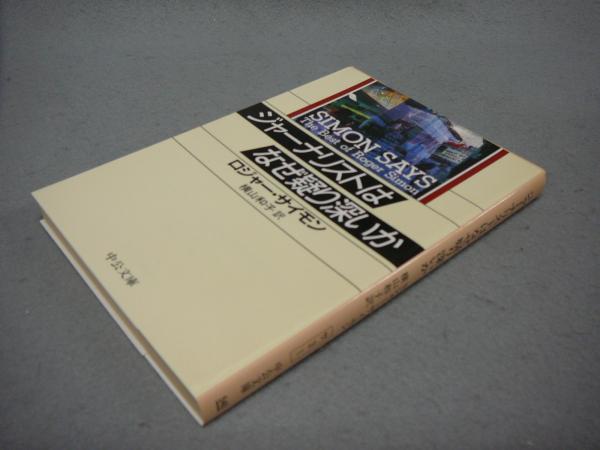 SIMON SAYS
The Best of Roger Simon
ジャーナリストは
なぜ疑り深いか
ロジャー・サイモン
横山和子訳
中公文庫